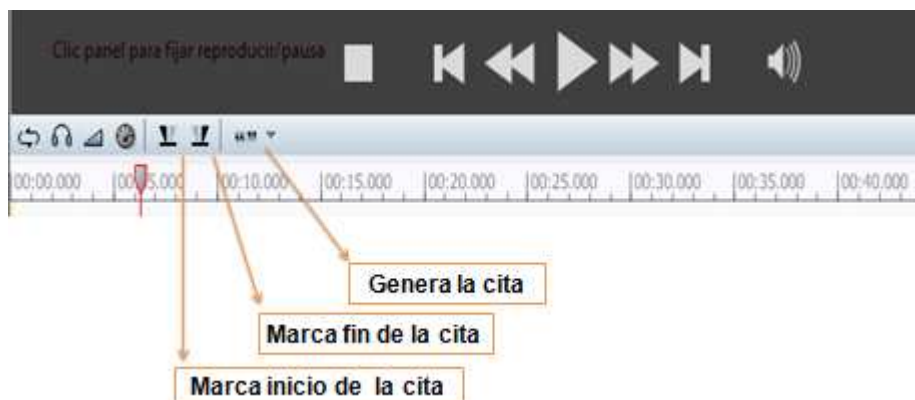 Clic panel para fijar reproducir/pausa
“”
00:00.000 00:05.000 00:10.000 00:15.000 00:20.000 00:25.000 00:30.000 00:35.000 00:40.000
Genera la cita
Marca fin de la cita
Marca inicio de la cita